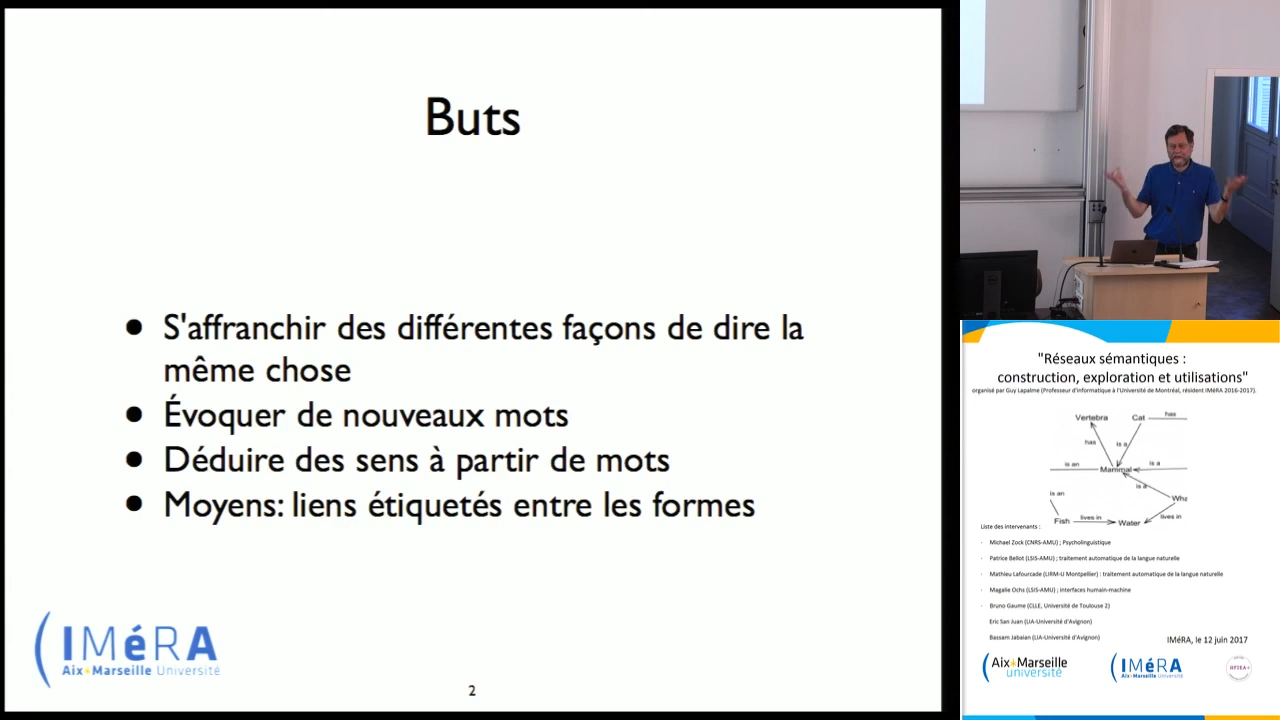 Buts
S'affranchir des différentes façons de dire la
même chose
Évoquer de nouveaux mots
Déduire des sens à partir de mots
Moyens: liens étiquetés entre les formes
IMéRA
Aix*Marseille Université
2
"Réseaux sémantiques :
construction, exploration et utilisations"
organisé par Guy Lapalme (Professeur d'informatique à l'Université de Montréal, résident IMéRA 2016-2017).
Vertebra
Cat
has
has
is a
is an
Mammal
is a
is a
is an
Wha
Fish
lives in
Water
lives in
Liste des intervenants :
- Michael Zock (CNRS-AMU) ; Psycholinguistique
- Patrice Bellot (LSIS-AMU) ; traitement automatique de la langue naturelle
- Mathieu Lafourcade (LIRM-U Montpellier) : traitement automatique de la langue naturelle
- Magalie Ochs (LSIS-AMU) ; interfaces humain-machine
- Bruno Gaume (CLLE, Université de Toulouse 2)
Eric San Juan (LIA-Université d'Avignon)
Bassam Jabaian (LIA-Université d'Avignon)
IMéRA, le 12 juin 2017
Aix*Marseille
université
IMéRA
Aix*Marseille Université
RFIEA+